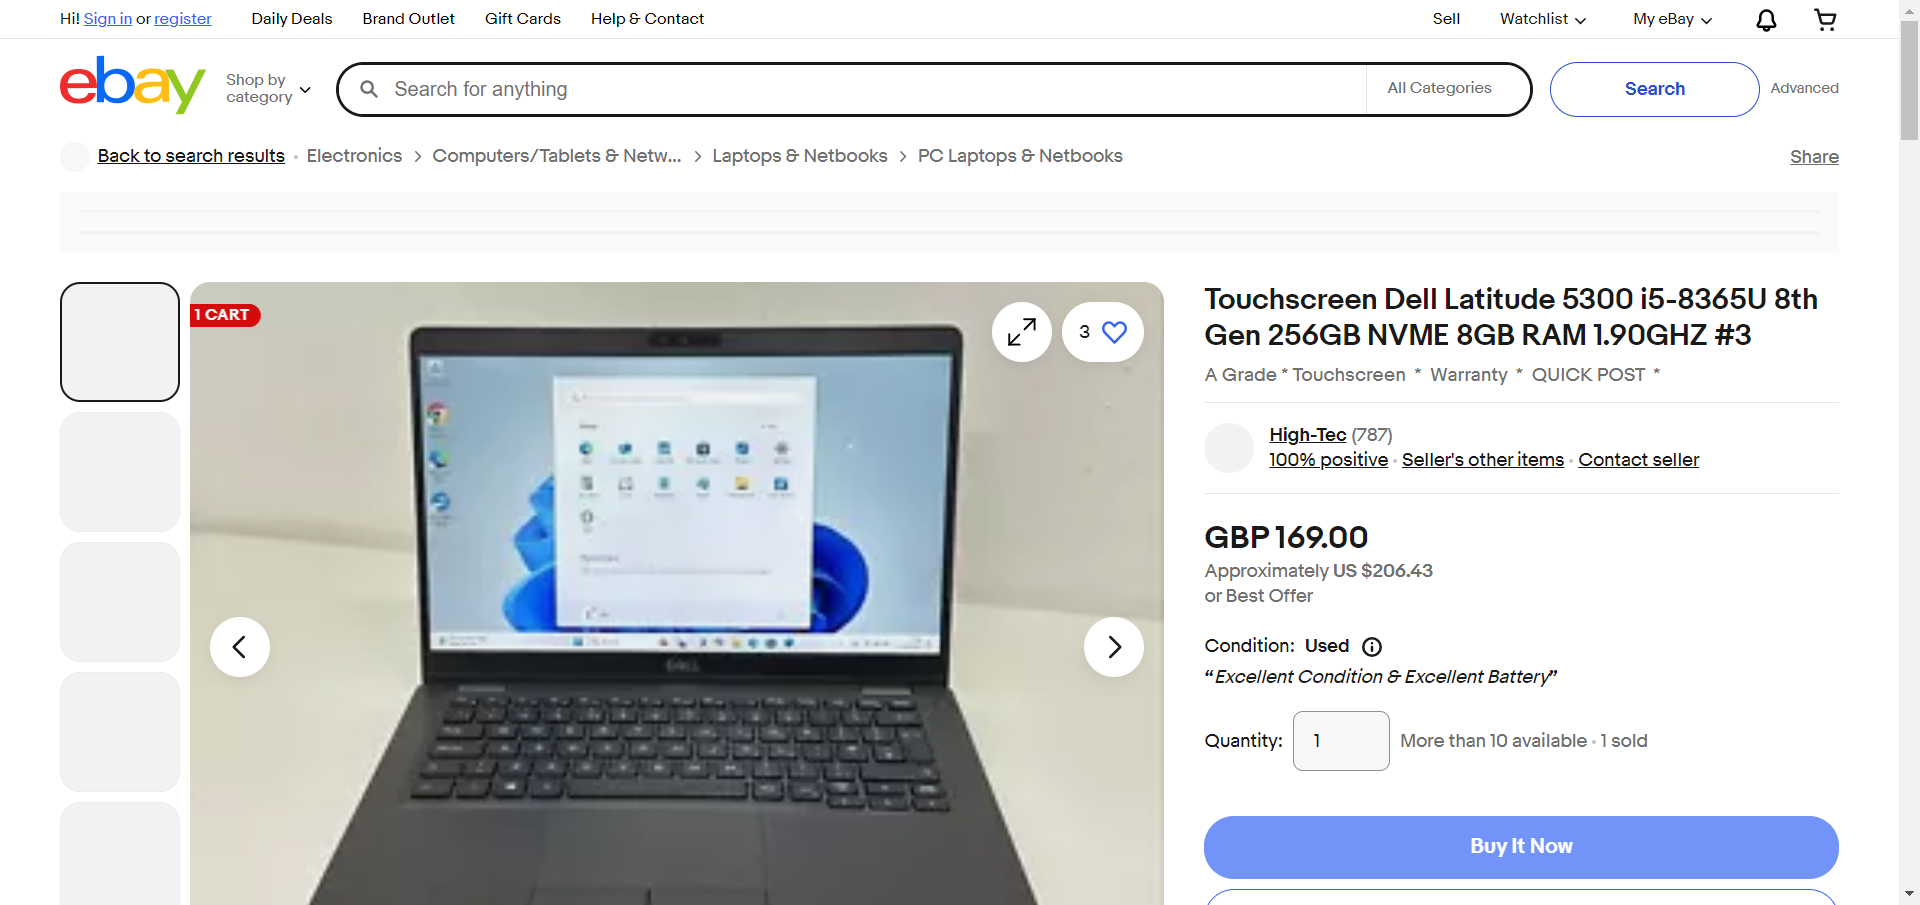 Hi! Sign in or register
Daily Deals
Brand Outlet
Gift Cards
Help & Contact
Sell
Watchlist
My eBay
ebay
Shop by category
Search for anything
All Categories
Search
Advanced
Back to search results
Electronics
Computers/Tablets & Netw...
Laptops & Netbooks
PC Laptops & Netbooks
Share
1 CART
3
DELL
Touchscreen Dell Latitude 5300 i5-8365U 8th
Gen 256GB NVME 8GB RAM 1.90GHZ #3
A Grade * Touchscreen * Warranty * QUICK POST *
High-Tec (787)
100% positive · Seller's other items · Contact seller
GBP 169.00
Approximately US $206.43
or Best Offer
Condition: Used
“Excellent Condition & Excellent Battery”
Quantity: 1 More than 10 available · 1 sold
Buy It Now